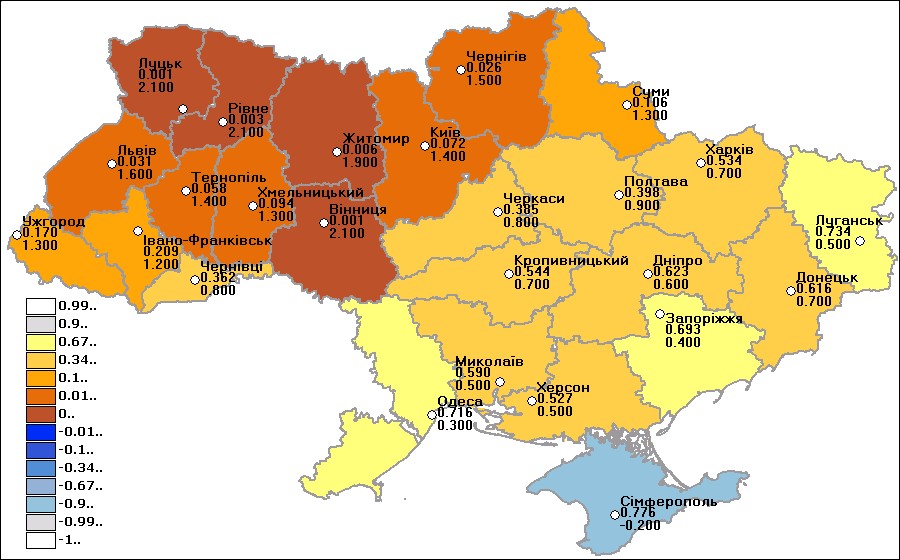 Луцьк
0.001
2.100
Рівне
0.003
2.100
Житомир
0.006
1.900
Київ
0.072
1.400
Чернігів
0.026
1.500
Суми
0.106
1.300
Львів
0.031
1.600
Тернопіль
0.058
1.400
Хмельницький
0.094
1.300
Вінниця
0.001
2.100
Черкаси
0.385
0.800
Полтава
0.398
0.900
Харків
0.534
0.700
Луганськ
0.734
0.500
Ужгород
0.170
1.300
Івано-Франківськ
0.209
1.200
Чернівці
0.362
0.800
Кропивницький
0.544
0.700
Дніпро
0.623
0.600
Донецьк
0.616
0.700
Запоріжжя
0.693
0.400
Миколаїв
0.590
0.500
Херсон
0.527
0.500
Одеса
0.716
0.300
Сімферополь
0.776
-0.200
0.99..
0.9..
0.67..
0.34..
0.1..
0.01..
0..
-0.01..
-0.1..
-0.34..
-0.67..
-0.9..
-0.99..
-1..